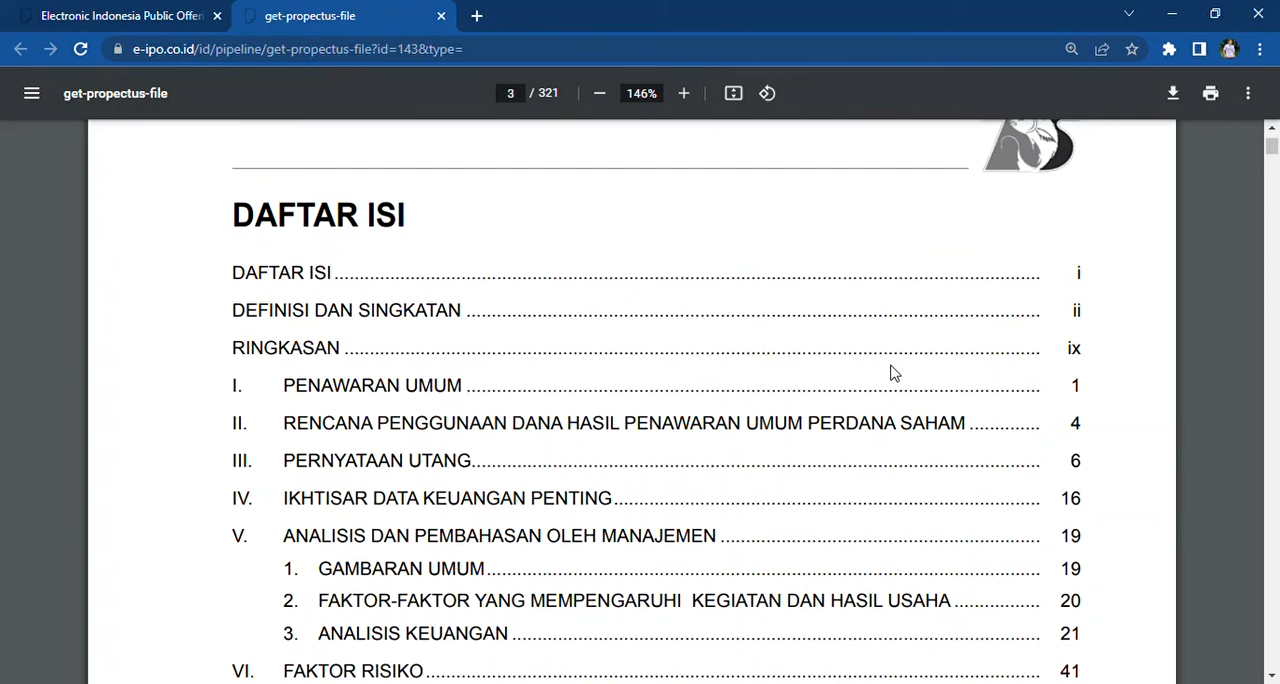 Electronic Indonesia Public Offer
get-propectus-file
e-ipo.co.id/id/pipeline/get-propectus-file?id=143&type=
get-propectus-file
3 / 321
146%
DAFTAR ISI
DAFTAR ISI ........ i
DEFINISI DAN SINGKATAN ........ ii
RINGKASAN ........ ix
I. PENAWARAN UMUM ........ 1
II. RENCANA PENGGUNAAN DANA HASIL PENAWARAN UMUM PERDANA SAHAM ........ 4
III. PERNYATAAN UTANG ........ 6
IV. IKHTISAR DATA KEUANGAN PENTING ........ 16
V. ANALISIS DAN PEMBAHASAN OLEH MANAJEMEN ........ 19
1. GAMBARAN UMUM ........ 19
2. FAKTOR-FAKTOR YANG MEMPENGARUHI KEGIATAN DAN HASIL USAHA ........ 20
3. ANALISIS KEUANGAN ........ 21
VI. FAKTOR RISIKO ........ 41